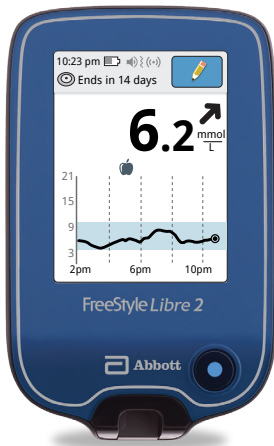 10:23 pm
Ends in 14 days
6.2 mmol
L
21
15
9
3
2pm 6pm 10pm
FreeStyle Libre 2
Abbott